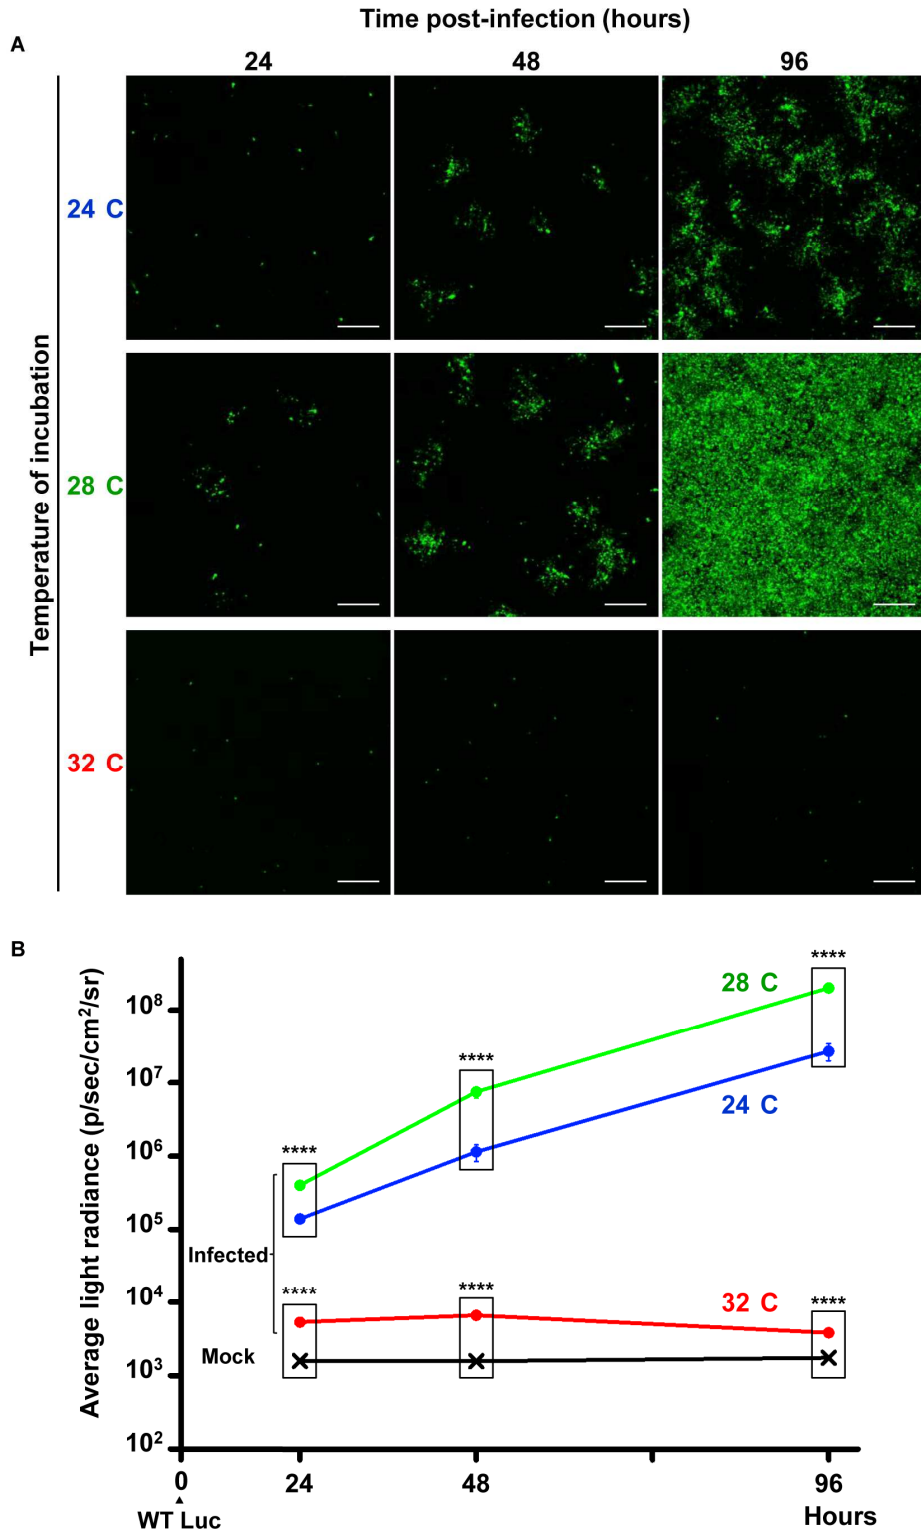 Time post-infection (hours)
A
24 48 96
Temperature of incubation
24 C
28 C
32 C
B
Average light radiance (p/sec/cm²/sr)
10⁸
10⁷
10⁶
10⁵
10⁴
10³
10²
****
****
****
****
****
****
28 C
24 C
32 C
Infected
Mock
0 24 48 96
WT Luc
Hours